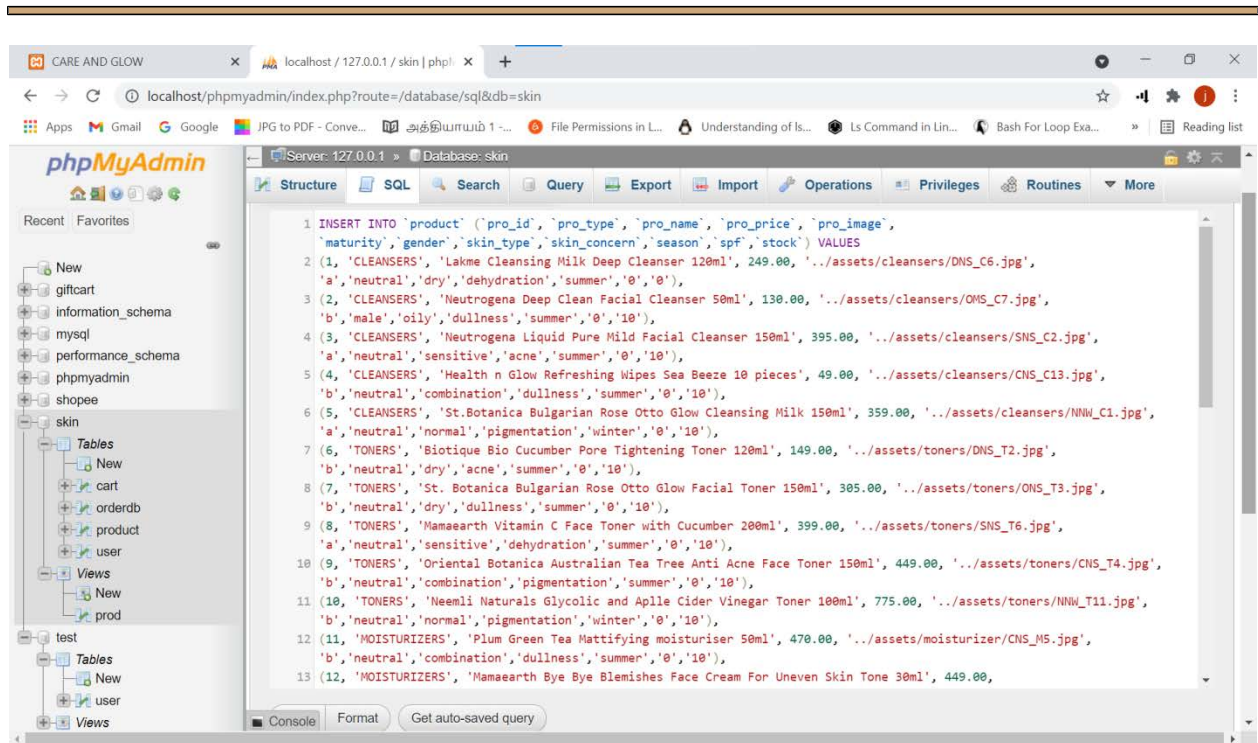 CARE AND GLOW
localhost / 127.0.0.1 / skin | phpM
localhost/phpmyadmin/index.php?route=/database/sql&db=skin
Apps
Gmail
Google
JPG to PDF - Conve...
அத்தியாயம் 1 -...
File Permissions in L...
Understanding of ls...
Ls Command in Lin...
Bash For Loop Exa...
»
Reading list
phpMyAdmin
Recent Favorites
New
giftcart
information_schema
mysql
performance_schema
phpmyadmin
shopee
skin
Tables
New
cart
orderdb
product
user
Views
New
prod
test
Tables
New
user
Views
Server: 127.0.0.1 » Database: skin
Structure SQL Search Query Export Import Operations Privileges Routines More
1 INSERT INTO `product` (`pro_id`, `pro_type`, `pro_name`, `pro_price`, `pro_image`,
`maturity`,`gender`,`skin_type`,`skin_concern`,`season`,`spf`,`stock`) VALUES
2 (1, 'CLEANSERS', 'Lakme Cleansing Milk Deep Cleanser 120ml', 249.00, '../assets/cleansers/DNS_C6.jpg',
'a','neutral','dry','dehydration','summer','0','0'),
3 (2, 'CLEANSERS', 'Neutrogena Deep Clean Facial Cleanser 50ml', 130.00, '../assets/cleansers/OMS_C7.jpg',
'b','male','oily','dullness','summer','0','10'),
4 (3, 'CLEANSERS', 'Neutrogena Liquid Pure Mild Facial Cleanser 150ml', 395.00, '../assets/cleansers/SNS_C2.jpg',
'a','neutral','sensitive','acne','summer','0','10'),
5 (4, 'CLEANSERS', 'Health n Glow Refreshing Wipes Sea Beeze 10 pieces', 49.00, '../assets/cleansers/CNS_C13.jpg',
'b','neutral','combination','dullness','summer','0','10'),
6 (5, 'CLEANSERS', 'St.Botanica Bulgarian Rose Otto Glow Cleansing Milk 150ml', 359.00, '../assets/cleansers/NNW_C1.jpg',
'a','neutral','normal','pigmentation','winter','0','10'),
7 (6, 'TONERS', 'Biotique Bio Cucumber Pore Tightening Toner 120ml', 149.00, '../assets/toners/DNS_T2.jpg',
'b','neutral','dry','acne','summer','0','10'),
8 (7, 'TONERS', 'St. Botanica Bulgarian Rose Otto Glow Facial Toner 150ml', 305.00, '../assets/toners/ONS_T3.jpg',
'b','neutral','dry','dullness','summer','0','10'),
9 (8, 'TONERS', 'Mamaearth Vitamin C Face Toner with Cucumber 200ml', 399.00, '../assets/toners/SNS_T6.jpg',
'a','neutral','sensitive','dehydration','summer','0','10'),
10 (9, 'TONERS', 'Oriental Botanica Australian Tea Tree Anti Acne Face Toner 150ml', 449.00, '../assets/toners/CNS_T4.jpg',
'b','neutral','combination','pigmentation','summer','0','10'),
11 (10, 'TONERS', 'Neemli Naturals Glycolic and Aplle Cider Vinegar Toner 100ml', 775.00, '../assets/toners/NNW_T11.jpg',
'b','neutral','normal','pigmentation','winter','0','10'),
12 (11, 'MOISTURIZERS', 'Plum Green Tea Mattifying moisturiser 50ml', 470.00, '../assets/moisturizer/CNS_M5.jpg',
'b','neutral','combination','dullness','summer','0','10'),
13 (12, 'MOISTURIZERS', 'Mamaearth Bye Bye Blemishes Face Cream For Uneven Skin Tone 30ml', 449.00,
Console
Format
Get auto-saved query